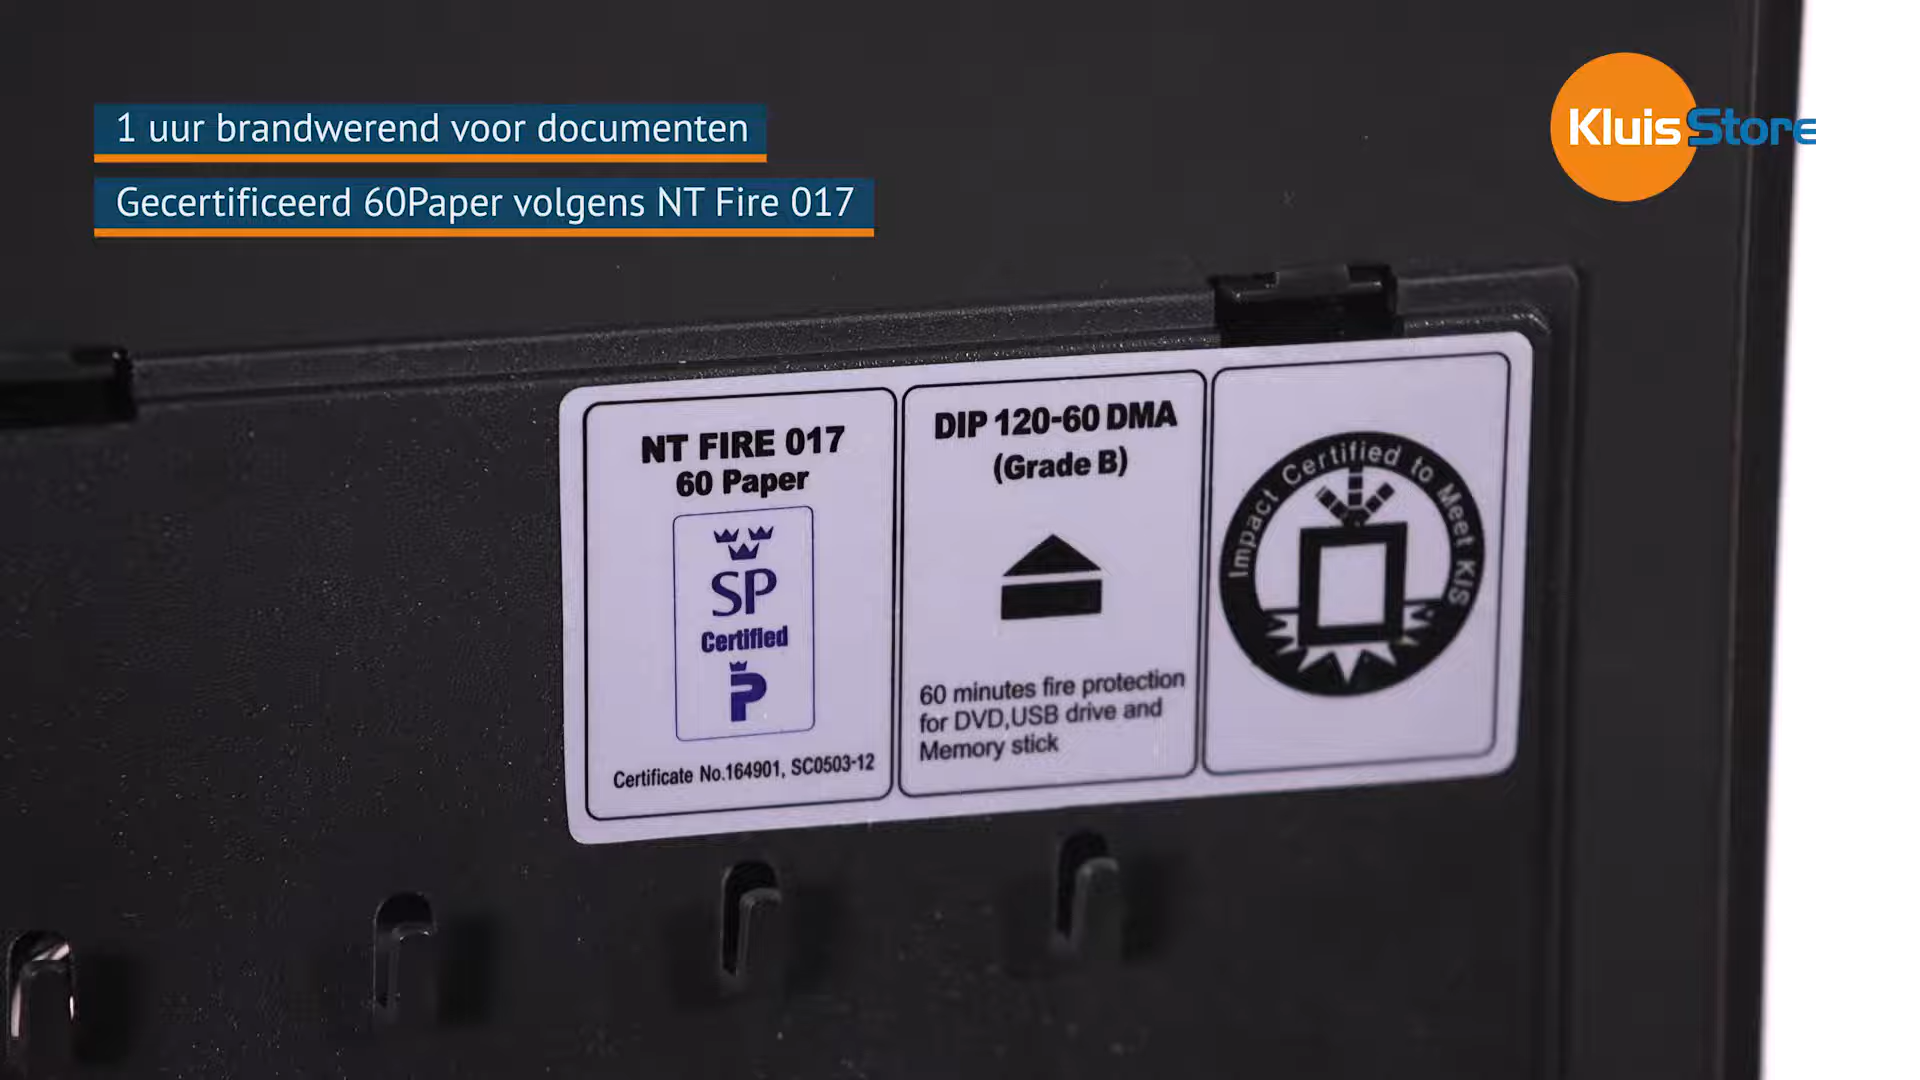 1 uur brandwerend voor documenten
Gecertificeerd 60Paper volgens NT Fire 017
KluisStore
NT FIRE 017
60 Paper
SP
Certified
P
Certificate No.164901, SC0503-12
DIP 120-60 DMA
(Grade B)
60 minutes fire protection
for DVD,USB drive and
Memory stick
Impact Certified to Meet KIS